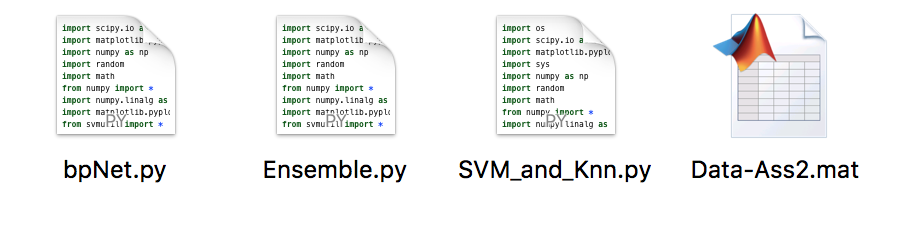 import scipy.io a
import matplotlib.pyplo
import numpy as np
import random
import math
from numpy import *
import numpy.linalg as
import matplotlib.pyplo
from svmutil import *
PY
bpNet.py
import scipy.io a
import matplotlib.pyplo
import numpy as np
import random
import math
from numpy import *
import numpy.linalg as
import matplotlib.pyplo
from svmutil import *
PY
Ensemble.py
import os
import scipy.io a
import matplotlib.pyplo
import sys
import numpy as np
import random
import math
from numpy import *
import numpy.linalg as
PY
SVM_and_Knn.py
Data-Ass2.mat